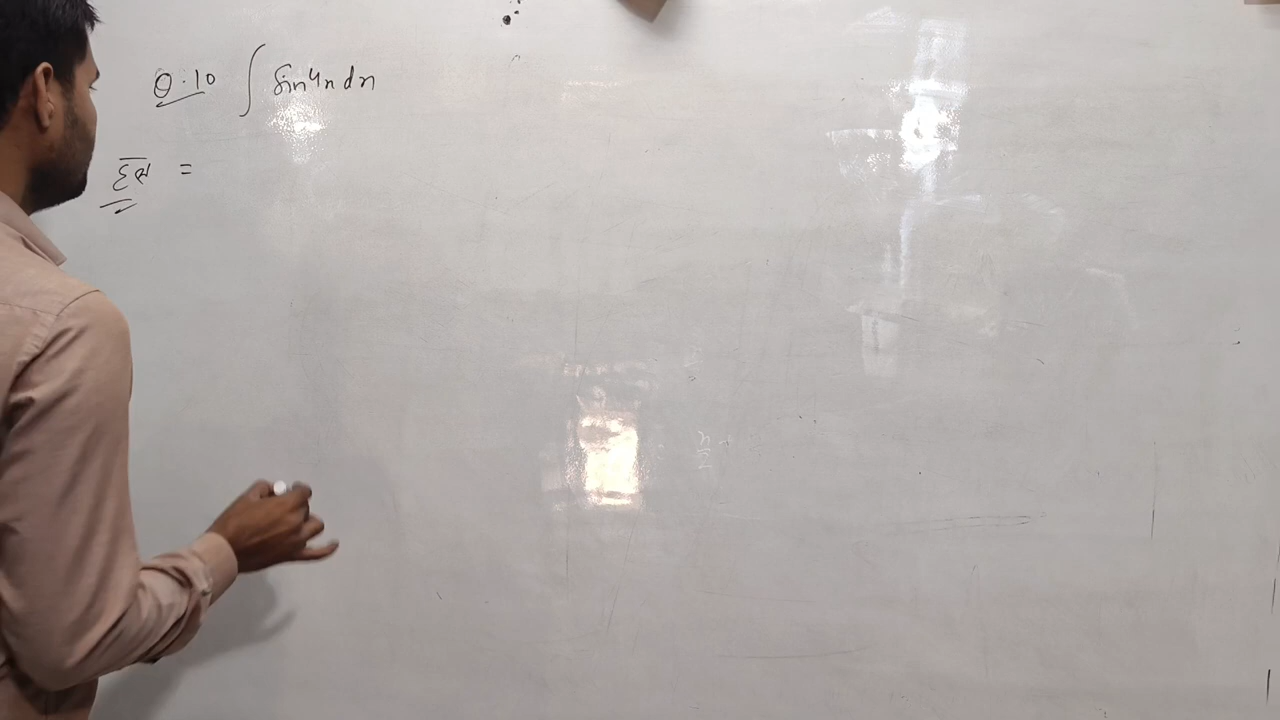 Q.10 ∫ sin⁴x dx
हल =